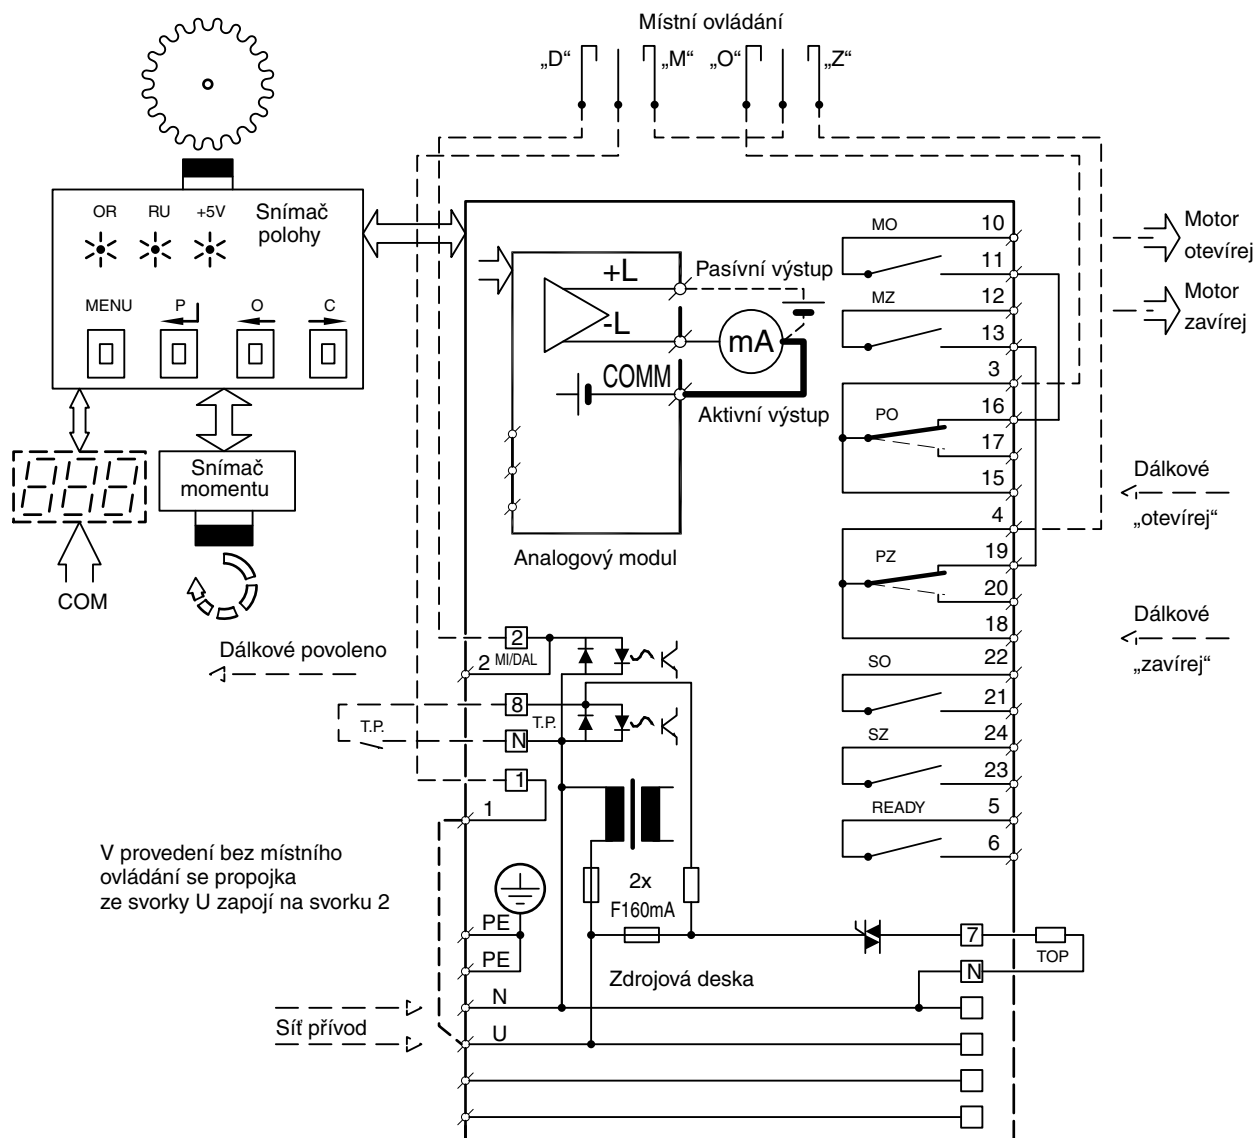 Místní ovládání
„D“ „M“ „O“ „Z“
OR RU +5V Snímač
polohy
MENU P O C
Snímač
momentu
COM
+L
-L
COMM
mA
Pasívní výstup
Aktivní výstup
Analogový modul
MO 10
11
MZ 12
13
3
PO 16
17
15
4
PZ 19
20
18
SO 22
21
SZ 24
23
READY 5
6
Motor
otevírej
Motor
zavírej
Dálkové
„otevírej“
Dálkové
„zavírej“
Dálkové povoleno
2
2 MI/DAL
8
T.P. T.P.
N
1
1
V provedení bez místního
ovládání se propojka
ze svorky U zapojí na svorku 2
2x
F160mA
PE
PE
7
TOP
N
Zdrojová deska
N
Síť přívod
U